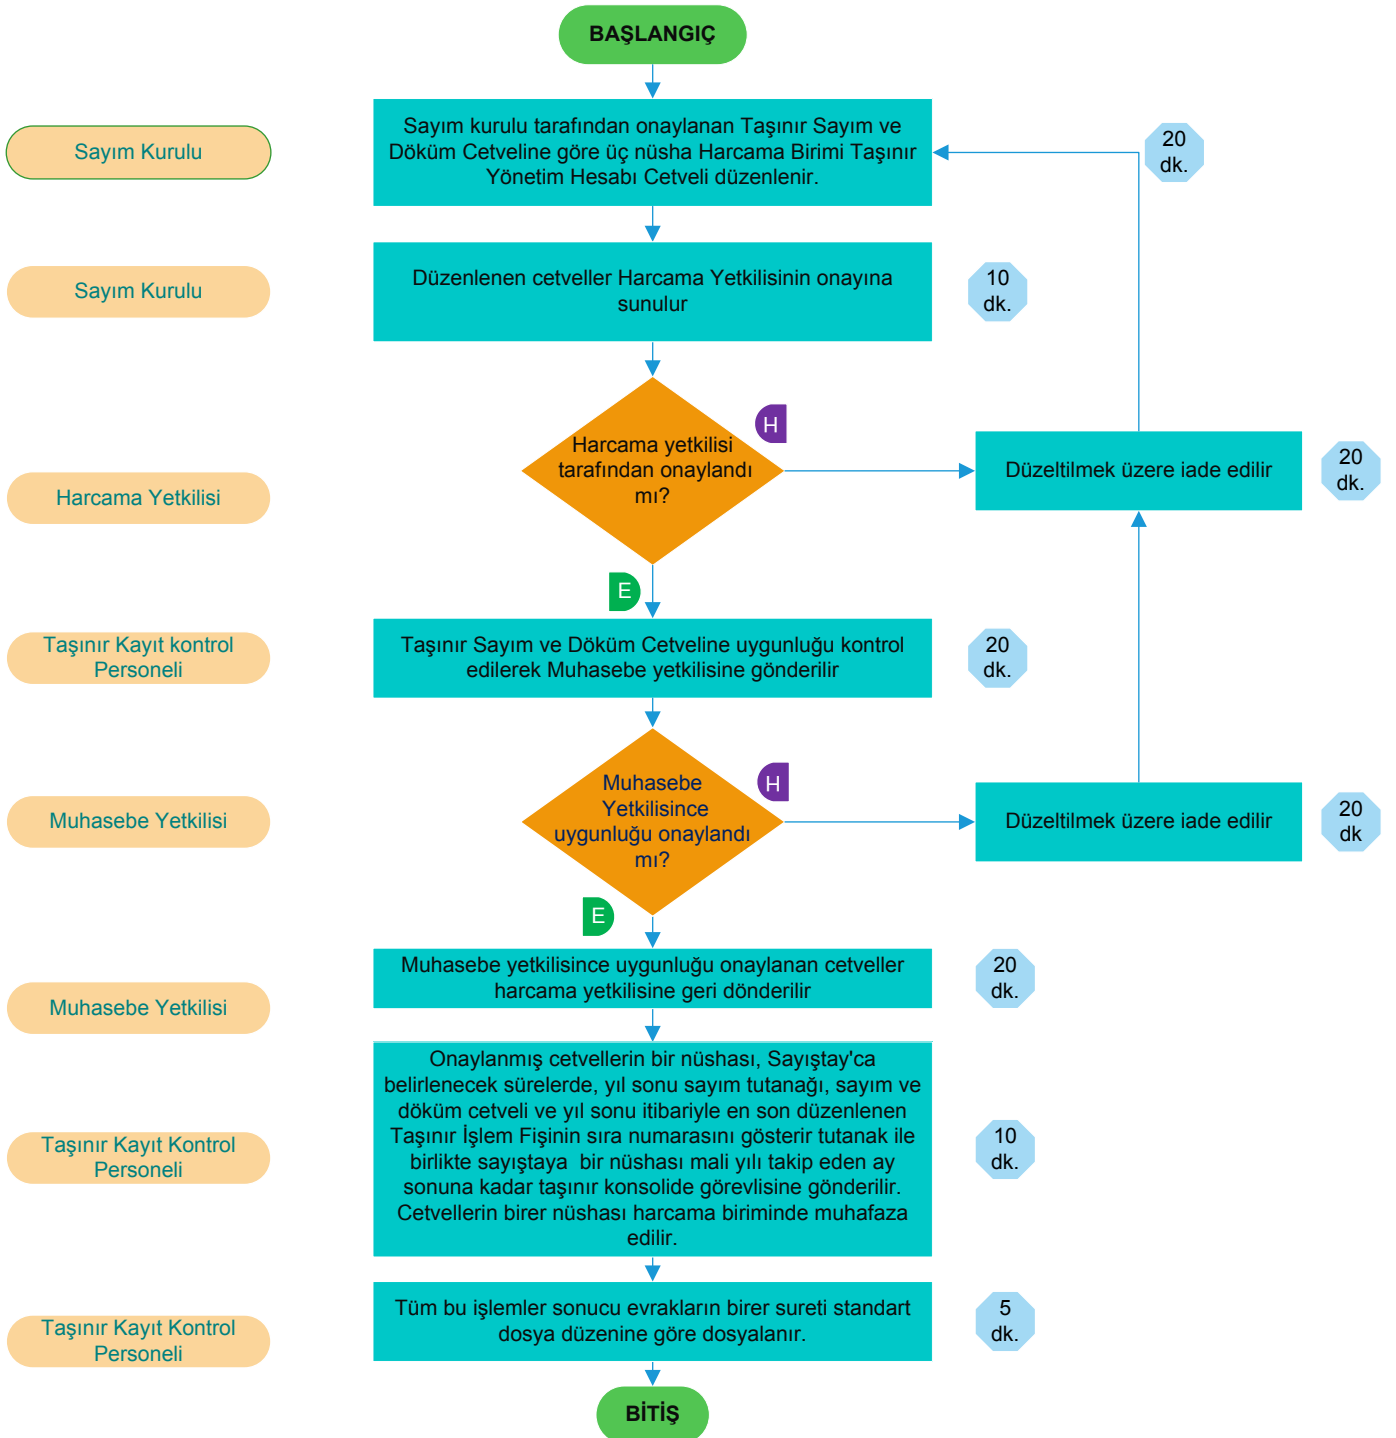 BAŞLANGIÇ
Sayım Kurulu
Sayım kurulu tarafından onaylanan Taşınır Sayım ve
Döküm Cetveline göre üç nüsha Harcama Birimi Taşınır
Yönetim Hesabı Cetveli düzenlenir.
20
dk.
Sayım Kurulu
Düzenlenen cetveller Harcama Yetkilisinin onayına
sunulur
10
dk.
Harcama Yetkilisi
Harcama yetkilisi
tarafından onaylandı
mı?
H
Düzeltilmek üzere iade edilir
20
dk.
E
Taşınır Kayıt kontrol
Personeli
Taşınır Sayım ve Döküm Cetveline uygunluğu kontrol
edilerek Muhasebe yetkilisine gönderilir
20
dk.
Muhasebe Yetkilisi
Muhasebe
Yetkilisince
uygunluğu onaylandı
mı?
H
Düzeltilmek üzere iade edilir
20
dk
E
Muhasebe Yetkilisi
Muhasebe yetkilisince uygunluğu onaylanan cetveller
harcama yetkilisine geri dönderilir
20
dk.
Taşınır Kayıt Kontrol
Personeli
Onaylanmış cetvellerin bir nüshası, Sayıştay'ca
belirlenecek sürelerde, yıl sonu sayım tutanağı, sayım ve
döküm cetveli ve yıl sonu itibariyle en son düzenlenen
Taşınır İşlem Fişinin sıra numarasını gösterir tutanak ile
birlikte sayıştaya  bir nüshası mali yılı takip eden ay
sonuna kadar taşınır konsolide görevlisine gönderilir.
Cetvellerin birer nüshası harcama biriminde muhafaza
edilir.
10
dk.
Taşınır Kayıt Kontrol
Personeli
Tüm bu işlemler sonucu evrakların birer sureti standart
dosya düzenine göre dosyalanır.
5
dk.
BİTİŞ